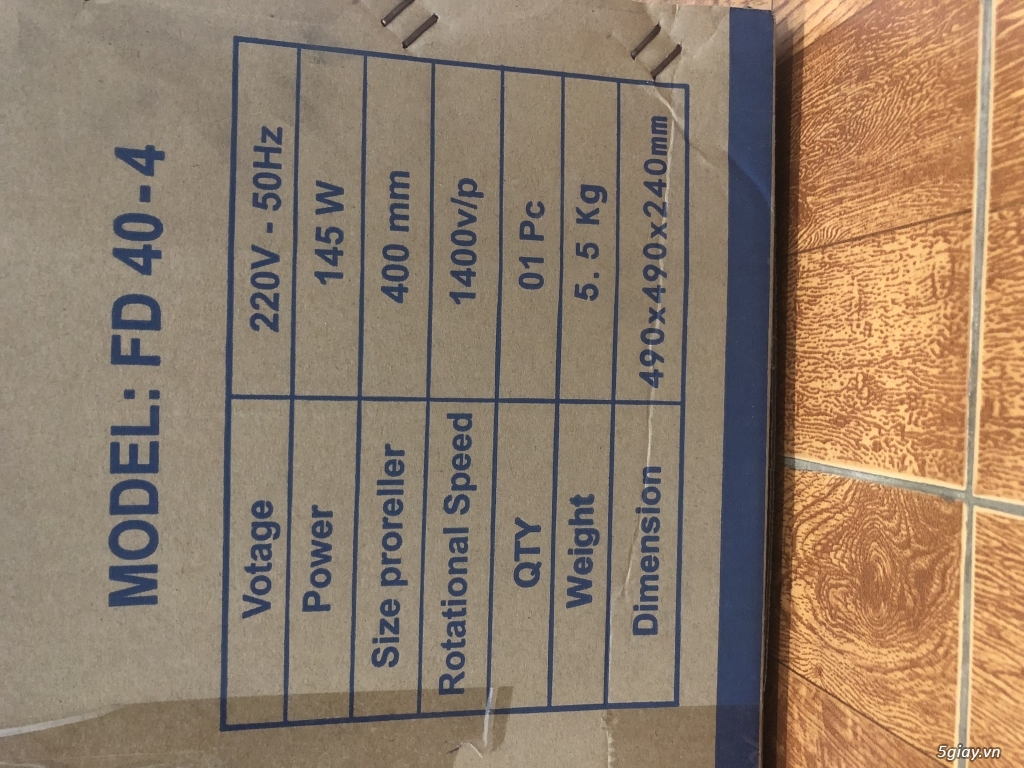 MODEL: FD 40-4
Votage 220V - 50Hz
Power 145 W
Size proreller 400 mm
Rotational Speed 1400v/p
QTY 01 Pc
Weight 5.5 Kg
Dimension 490x490x240mm
5giay.vn